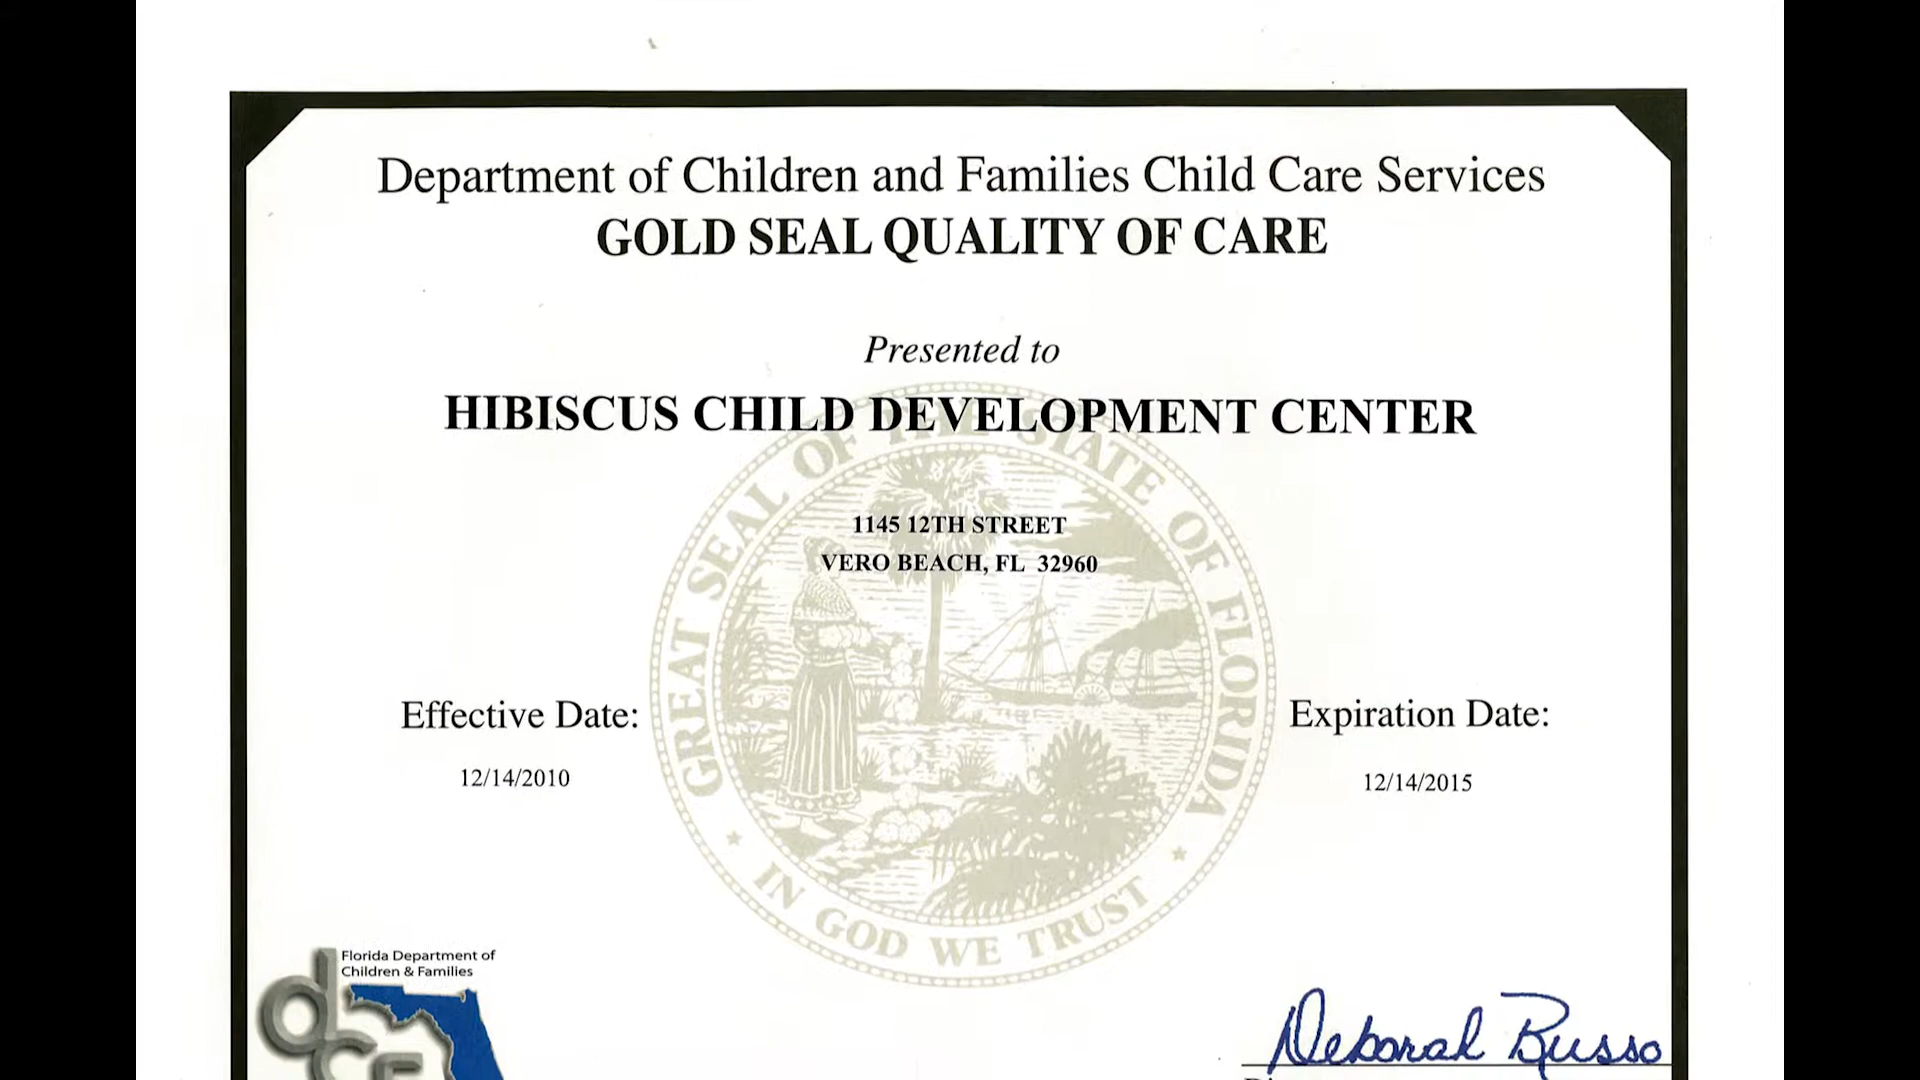 Department of Children and Families Child Care Services
GOLD SEAL QUALITY OF CARE
Presented to
HIBISCUS CHILD DEVELOPMENT CENTER
GREAT SEAL OF THE STATE OF FLORIDA
1145 12TH STREET
VERO BEACH, FL 32960
Effective Date:
Expiration Date:
12/14/2010
12/14/2015
IN GOD WE TRUST
Florida Department of
Children & Families
dcf
Deborah Russo